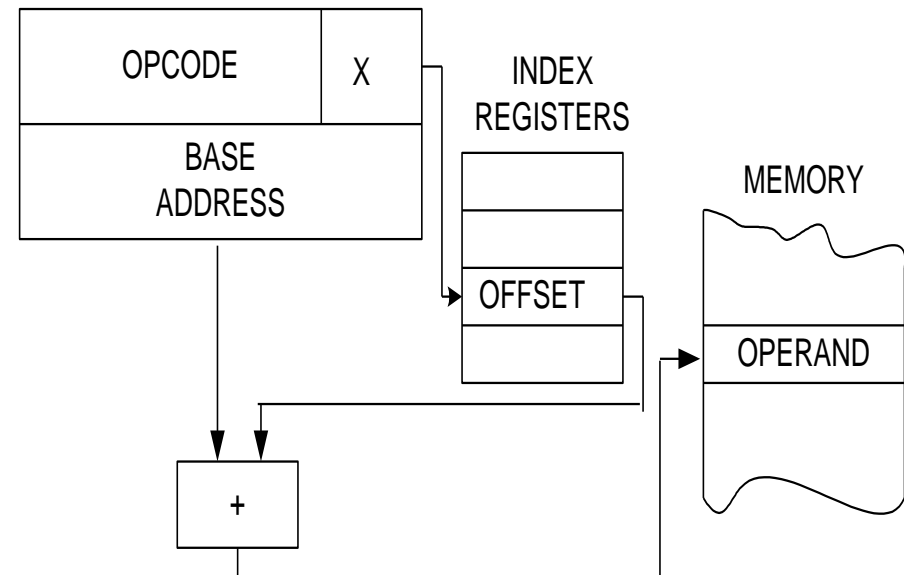 OPCODE
X
BASE
ADDRESS
INDEX
REGISTERS
OFFSET
MEMORY
OPERAND
+